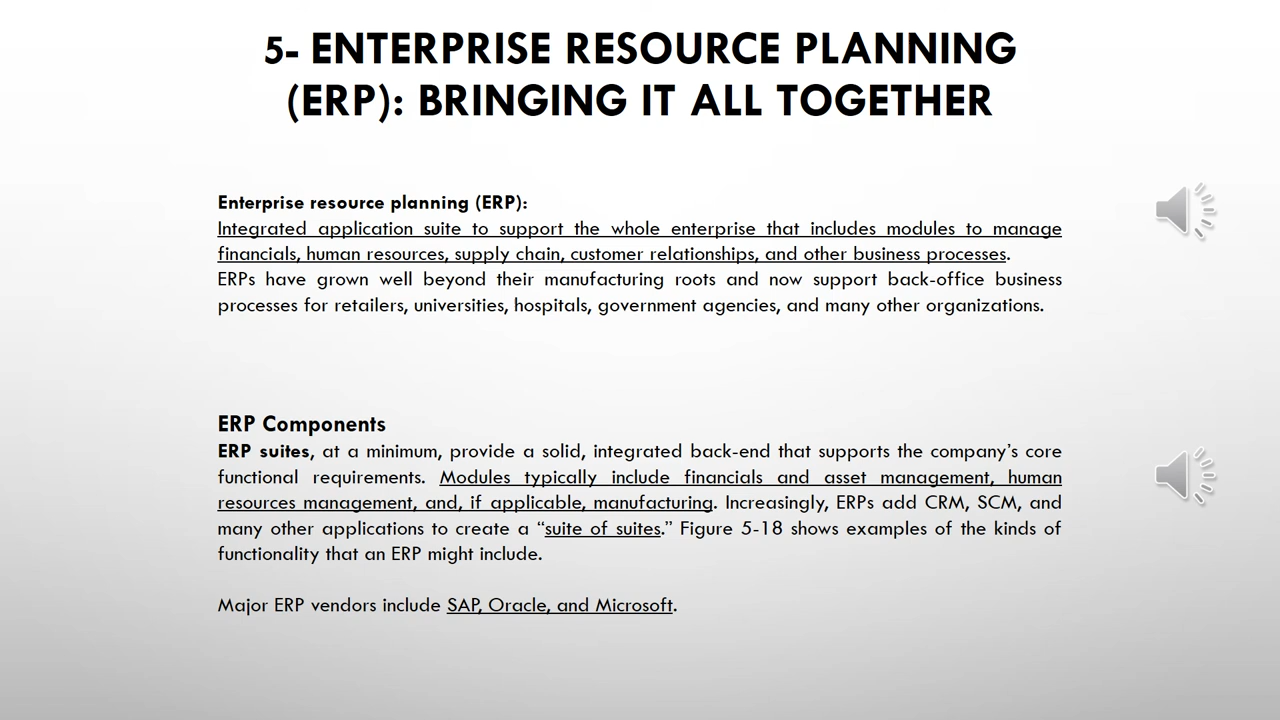 5- ENTERPRISE RESOURCE PLANNING
(ERP): BRINGING IT ALL TOGETHER
Enterprise resource planning (ERP):
Integrated application suite to support the whole enterprise that includes modules to manage
financials, human resources, supply chain, customer relationships, and other business processes.
ERPs have grown well beyond their manufacturing roots and now support back-office business
processes for retailers, universities, hospitals, government agencies, and many other organizations.
ERP Components
ERP suites, at a minimum, provide a solid, integrated back-end that supports the company’s core
functional requirements. Modules typically include financials and asset management, human
resources management, and, if applicable, manufacturing. Increasingly, ERPs add CRM, SCM, and
many other applications to create a “suite of suites.” Figure 5-18 shows examples of the kinds of
functionality that an ERP might include.
Major ERP vendors include SAP, Oracle, and Microsoft.